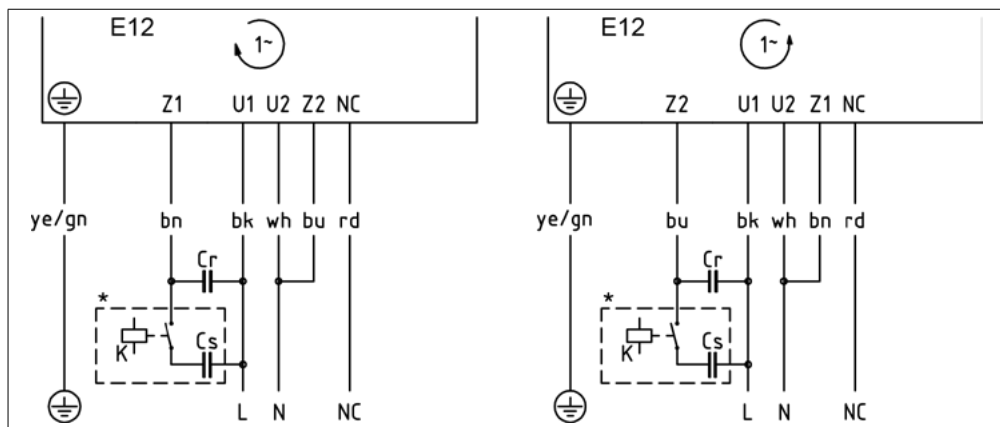 E12
1~
Z1 U1 U2 Z2 NC
ye/gn bn bk wh bu rd
Cr
*
K
Cs
L N NC
E12
1~
Z2 U1 U2 Z1 NC
ye/gn bu bk wh bn rd
Cr
*
K
Cs
L N NC